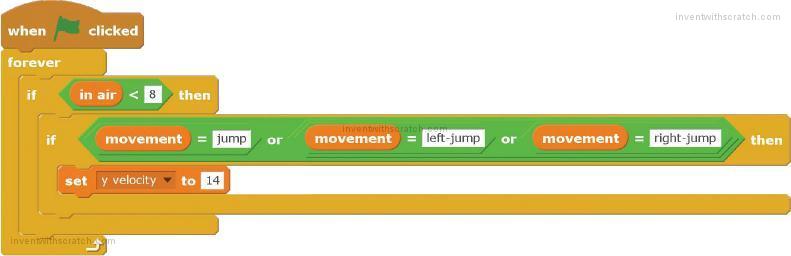 inventwithscratch.com
when clicked
forever
if in air < 8 then
inventwithscratch.com
if movement = jump or movement = left-jump or movement = right-jump then
set y velocity to 14
inventwithscratch.com